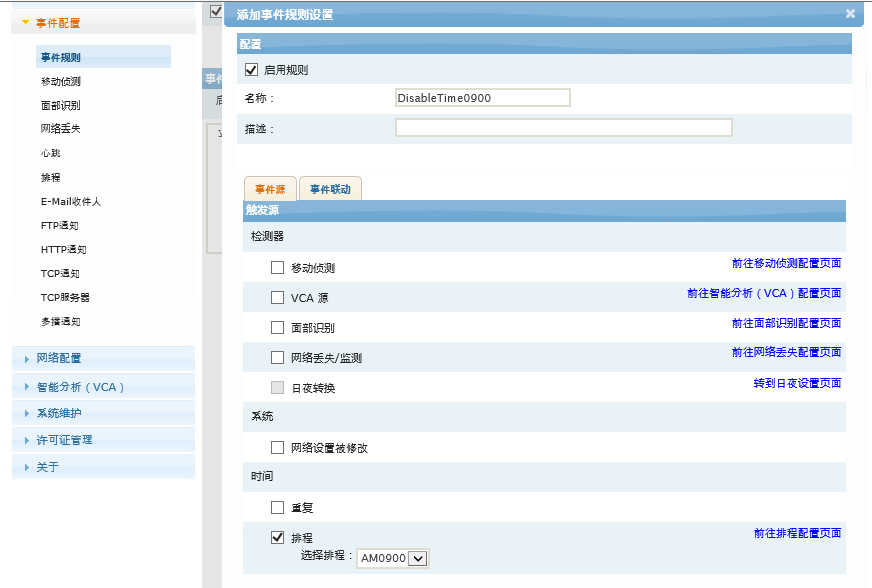 事件配置
事件规则
移动侦测
面部识别
网络丢失
心跳
排程
E-Mail收件人
FTP通知
HTTP通知
TCP通知
TCP服务器
多播通知
网络配置
智能分析（VCA）
系统维护
许可证管理
关于
事件
添加事件规则设置
配置
启用规则
名称：
DisableTime0900
描述：
事件源 事件联动
触发源
检测器
移动侦测 前往移动侦测配置页面
VCA 源 前往智能分析（VCA）配置页面
面部识别 前往面部识别配置页面
网络丢失/监测 前往网络丢失配置页面
日夜转换 转到日夜设置页面
系统
网络设置被修改
时间
重复
排程 前往排程配置页面
选择排程： AM0900